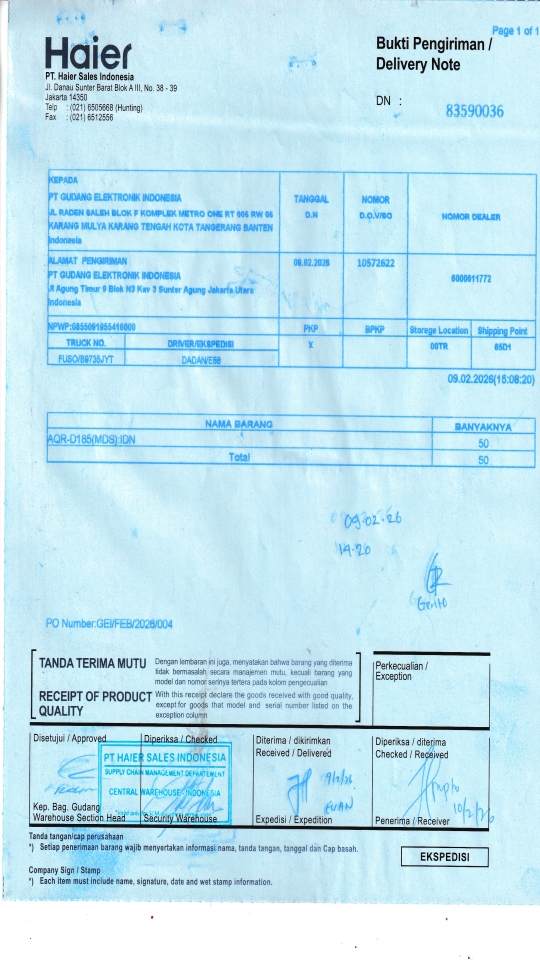 Page 1 of 1
Haier
PT. Haier Sales Indonesia
Jl. Danau Sunter Barat Blok A III, No. 38 - 39
Jakarta 14350
Telp : (021) 6505668 (Hunting)
Fax : (021) 6512556
Bukti Pengiriman /
Delivery Note
DN :
83590036
KEPADA
PT GUDANG ELEKTRONIK INDONESIA
JL RADEN SALEH BLOK F KOMPLEK METRO ONE RT 006 RW 06
KARANG MULYA KARANG TENGAH KOTA TANGERANG BANTEN
Indonesia
TANGGAL
D.N
NOMOR
D.O.V/SO
NOMOR DEALER
ALAMAT PENGIRIMAN
PT GUDANG ELEKTRONIK INDONESIA
Jl Agung Timur 9 Blok N3 Kav 3 Sunter Agung Jakarta Utara
Indonesia
09.02.2026
10572622
6000611772
NPWP:
PKP
BPKP
Storege Location
Shipping Point
TRUCK NO.
DRIVER/EKSPEDISI
X
00TR
65D1
FUSO/B9735JYT
DADAN/E58
09.02.2026(15:08:20)
NAMA BARANG
BANYAKNYA
AQR-D185(MDS):IDN
50
Total
50
09-02-26
14-20
PO Number:GEI/FEB/2026/004
TANDA TERIMA MUTU
Dengan lembaran ini juga, menyatakan bahwa barang yang diterima
tidak bermasalah secara manajemen mutu, kecuali barang yang
model dan nomor serinya tertera pada kolom pengecualian
RECEIPT OF PRODUCT
QUALITY
With this receipt declare the goods received with good quality,
except for goods that model and serial number listed on the
exception column
Perkecualian /
Exception
Disetujui / Approved
Diperiksa / Checked
Diterima / dikirimkan
Received / Delivered
Diperiksa / diterima
Checked / Received
PT HAIER SALES INDONESIA
SUPPLY CHAIN MANAGEMENT DEPARTEMENT
CENTRAL WAREHOUSE INDONESIA
9/2/26
10/2/26
Kep. Bag. Gudang
Warehouse Section Head
Security Warehouse
Expedisi / Expedition
Penerima / Receiver
Tanda tangan/cap perusahaan
*) Setiap penerimaan barang wajib menyertakan informasi nama, tanda tangan, tanggal dan Cap basah.
EKSPEDISI
Company Sign / Stamp
*) Each item must include name, signature, date and wet stamp information.